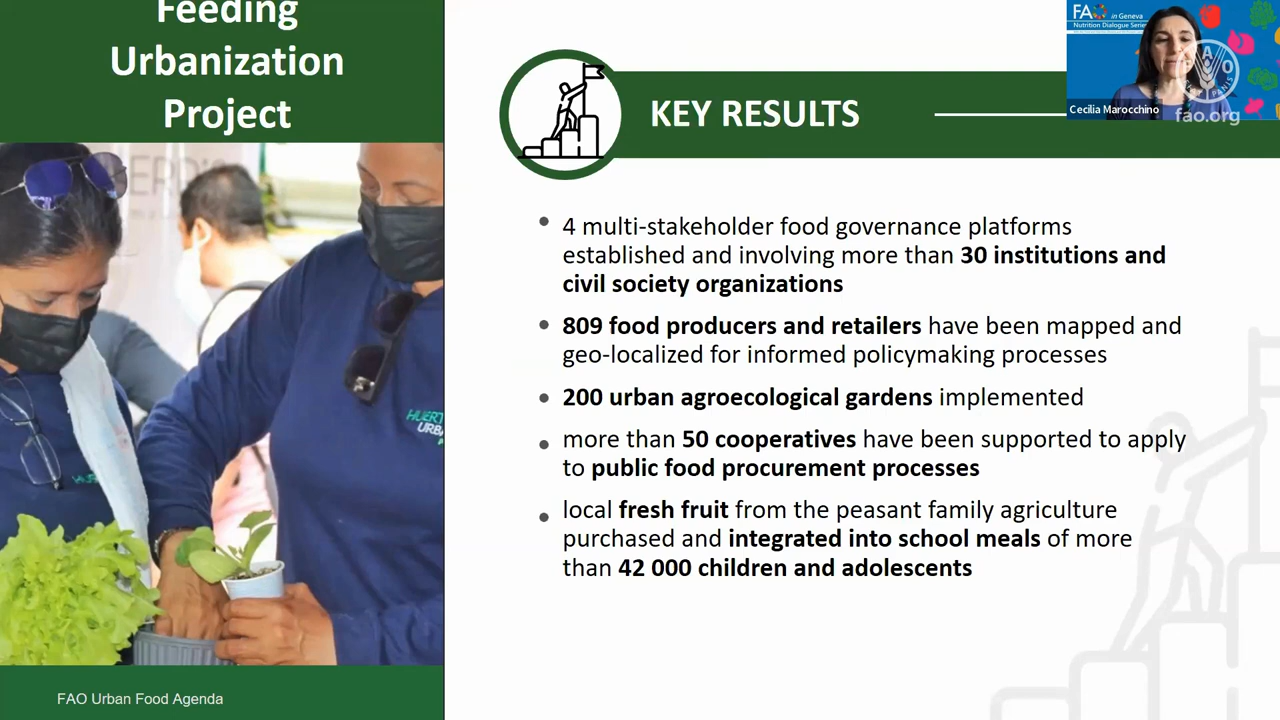 Feeding
Urbanization
Project
KEY RESULTS
FAO in Geneva
Nutrition Dialogue Series
Cecilia Marocchino
fao.org
• 4 multi-stakeholder food governance platforms
established and involving more than 30 institutions and
civil society organizations
• 809 food producers and retailers have been mapped and
geo-localized for informed policymaking processes
• 200 urban agroecological gardens implemented
• more than 50 cooperatives have been supported to apply
to public food procurement processes
• local fresh fruit from the peasant family agriculture
purchased and integrated into school meals of more
than 42 000 children and adolescents
FAO Urban Food Agenda